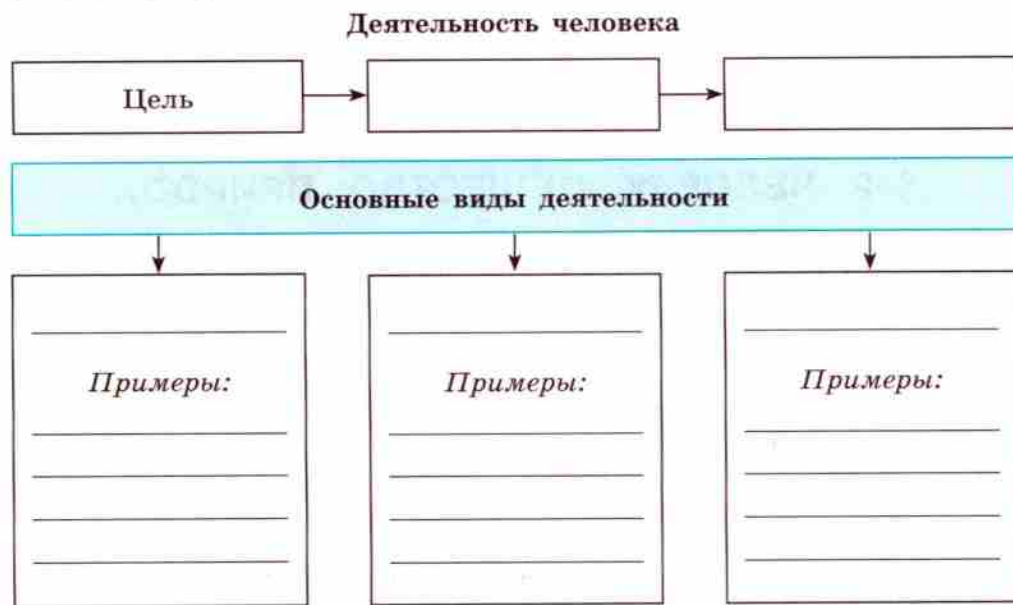 Деятельность человека
Цель
Основные виды деятельности
Примеры:
Примеры:
Примеры: